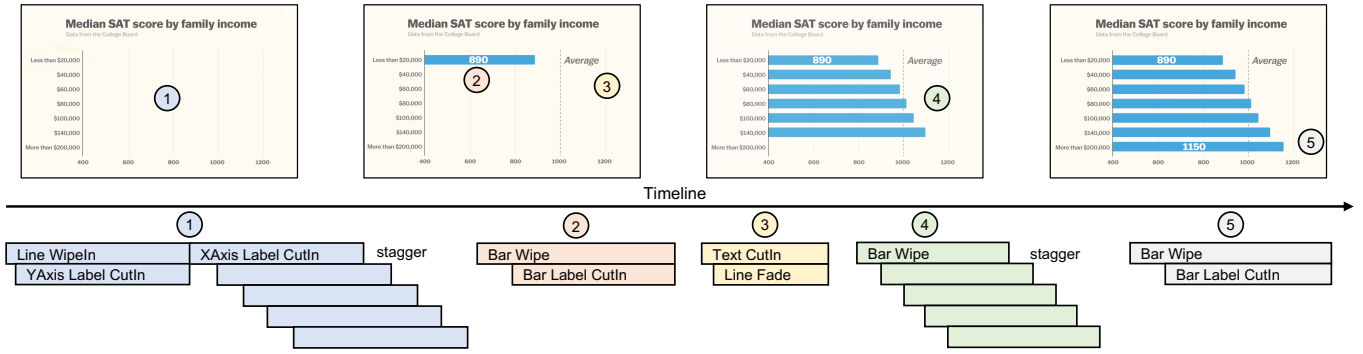 Median SAT score by family income
Data from the College Board
Less than $20,000
$40,000
$60,000
$80,000
$100,000
$140,000
More than $200,000
400 600 800 1000 1200
1
Median SAT score by family income
Data from the College Board
Less than $20,000 890 Average
$40,000
$60,000
$80,000
$100,000
$140,000
More than $200,000
400 600 800 1000 1200
2
3
Median SAT score by family income
Data from the College Board
Less than $20,000 890 Average
$40,000
$60,000
$80,000
$100,000
$140,000
More than $200,000
400 600 800 1000 1200
4
Median SAT score by family income
Data from the College Board
Less than $20,000 890 Average
$40,000
$60,000
$80,000
$100,000
$140,000
More than $200,000 1150
400 600 800 1000 1200
5
Timeline
1 2 3 4 5
Line WipeIn XAxis Label CutIn stagger
YAxis Label CutIn
Bar Wipe
Bar Label CutIn
Text CutIn
Line Fade
Bar Wipe stagger
Bar Wipe
Bar Label CutIn